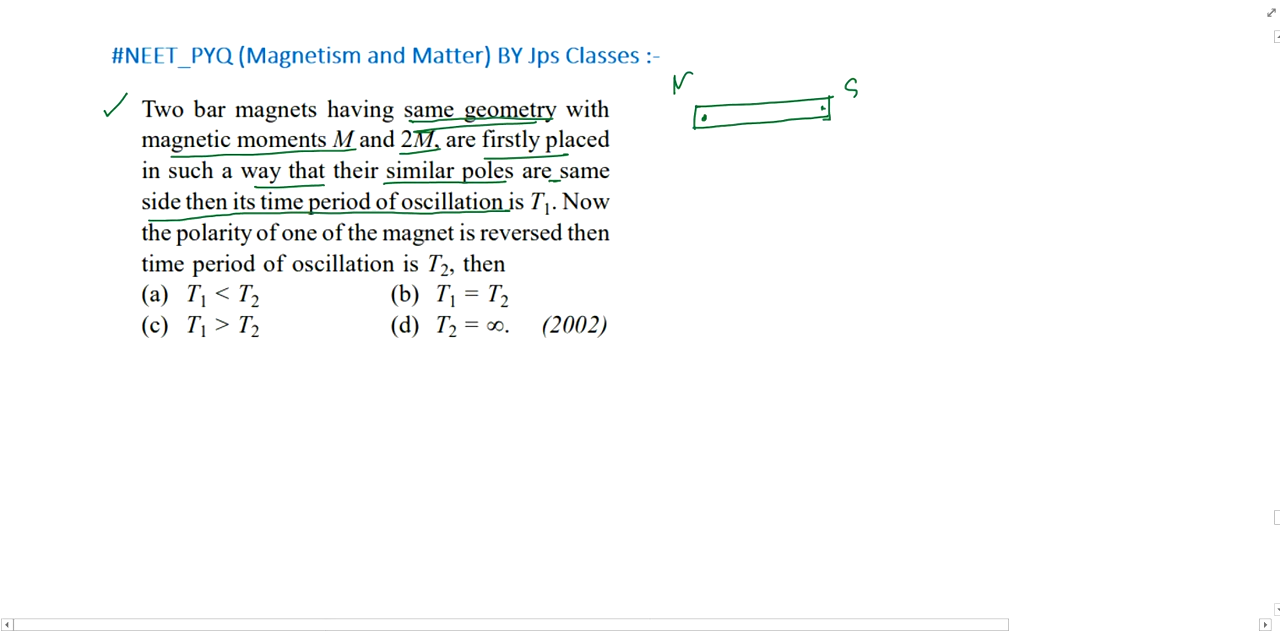 #NEET_PYQ (Magnetism and Matter) BY Jps Classes :-
N S
Two bar magnets having same geometry with
magnetic moments M and 2M, are firstly placed
in such a way that their similar poles are same
side then its time period of oscillation is T₁. Now
the polarity of one of the magnet is reversed then
time period of oscillation is T₂, then
(a) T₁ < T₂ (b) T₁ = T₂
(c) T₁ > T₂ (d) T₂ = ∞. (2002)